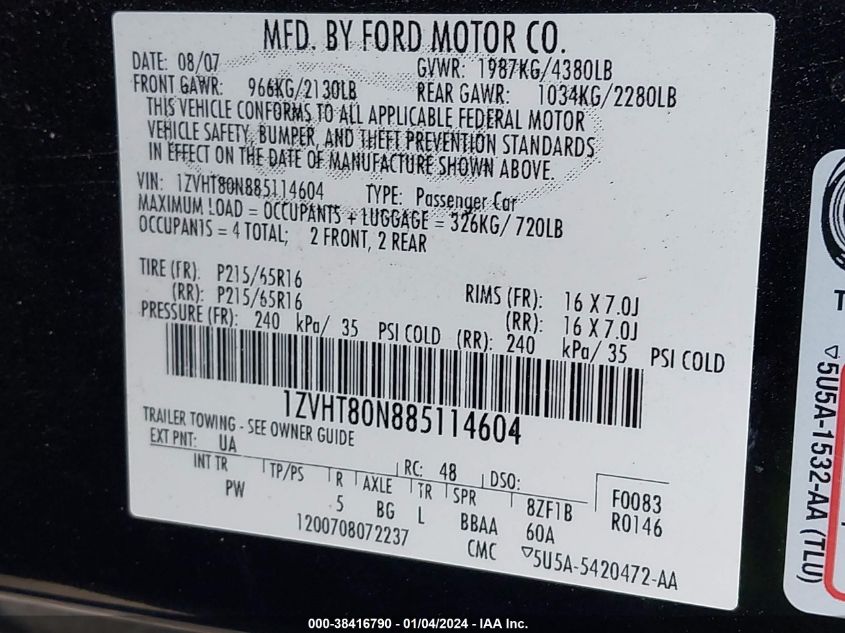 MFD. BY FORD MOTOR CO.
DATE: 08/07 GVWR: 1987KG/4380LB
FRONT GAWR: 966KG/2130LB REAR GAWR: 1034KG/2280LB
THIS VEHICLE CONFORMS TO ALL APPLICABLE FEDERAL MOTOR
VEHICLE SAFETY, BUMPER, AND THEFT PREVENTION STANDARDS
IN EFFECT ON THE DATE OF MANUFACTURE SHOWN ABOVE.
VIN: 1ZVHT80N885114604 TYPE: Passenger Car
MAXIMUM LOAD = OCCUPANTS + LUGGAGE = 326KG/ 720LB
OCCUPANTS = 4 TOTAL; 2 FRONT, 2 REAR
TIRE (FR): P215/65R16 RIMS (FR): 16 X 7.0J
(RR): P215/65R16 (RR): 16 X 7.0J
PRESSURE (FR): 240 kPa/ 35 PSI COLD (RR): 240 kPa/ 35 PSI COLD
1ZVHT80N885114604
TRAILER TOWING - SEE OWNER GUIDE
EXT PNT: UA RC: 48 DSO: F0083
INT TR TP/PS R AXLE TR SPR 8ZF1B R0146
PW 5 BG L BBAA 60A
1200708072237 CMC ▽5U5A-5420472-AA
▽5U5A-1532-AA (TLU)
000-38416790 - 01/04/2024 - IAA Inc.